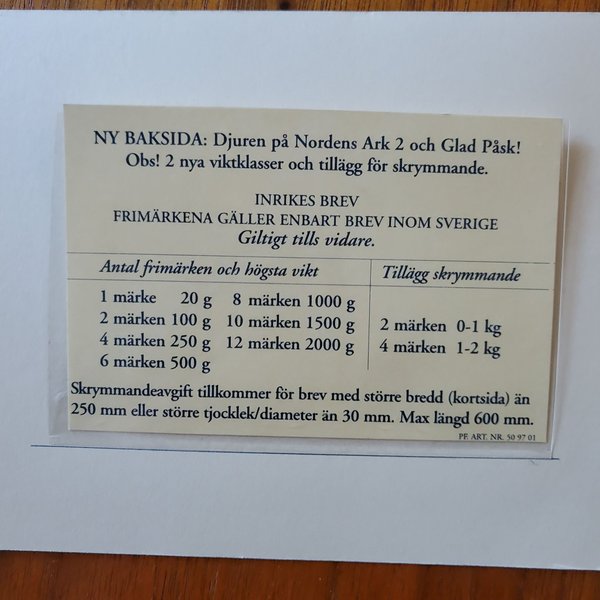 NY BAKSIDA: Djuren på Nordens Ark 2 och Glad Påsk!
Obs! 2 nya viktklasser och tillägg för skrymmande.
INRIKES BREV
FRIMÄRKENA GÄLLER ENBART BREV INOM SVERIGE
Giltigt tills vidare.
Antal frimärken och högsta vikt
1 märke 20 g
2 märken 100 g
4 märken 250 g
6 märken 500 g
8 märken 1000 g
10 märken 1500 g
12 märken 2000 g
Tillägg skrymmande
2 märken 0-1 kg
4 märken 1-2 kg
Skrymmandeavgift tillkommer för brev med större bredd (kortsida) än
250 mm eller större tjocklek/diameter än 30 mm. Max längd 600 mm.
PF. ART. NR. 50 97 01